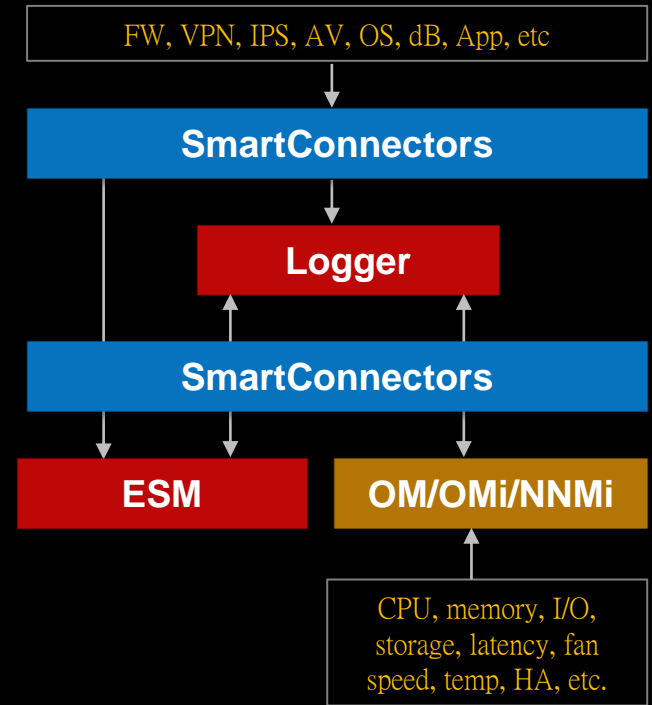 FW, VPN, IPS, AV, OS, dB, App, etc
SmartConnectors
Logger
SmartConnectors
ESM
OM/OMi/NNMi
CPU, memory, I/O,
storage, latency, fan
speed, temp, HA, etc.